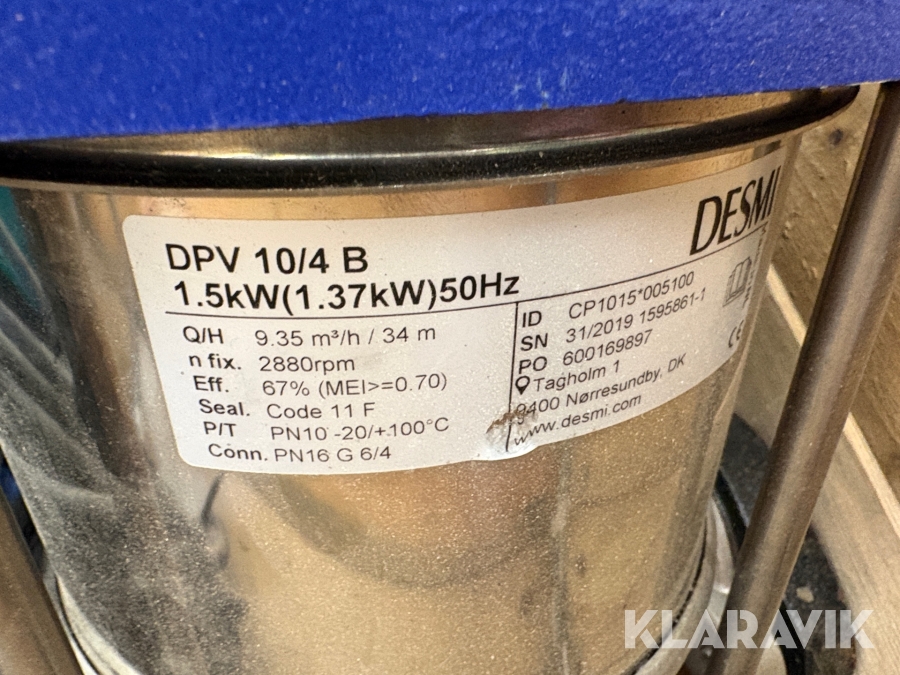 DESMI
DPV 10/4 B
1.5kW(1.37kW)50Hz
Q/H 9.35 m³/h / 34 m
n fix. 2880rpm
Eff. 67% (MEI>=0.70)
Seal. Code 11 F
P/T PN10 -20/+100°C
Conn. PN16 G 6/4
ID CP1015*005100
SN 31/2019 1595861-1
PO 600169897
Tagholm 1
9400 Nørresundby, DK
www.desmi.com
CE
KLARAVIK